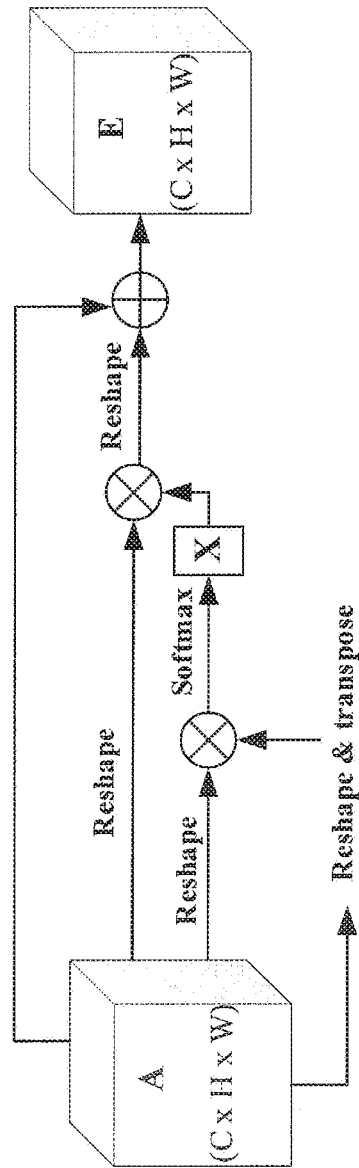 A
(C x H x W)
Reshape
Reshape
Reshape & transpose
Softmax
X
Reshape
E
(C x H x W)